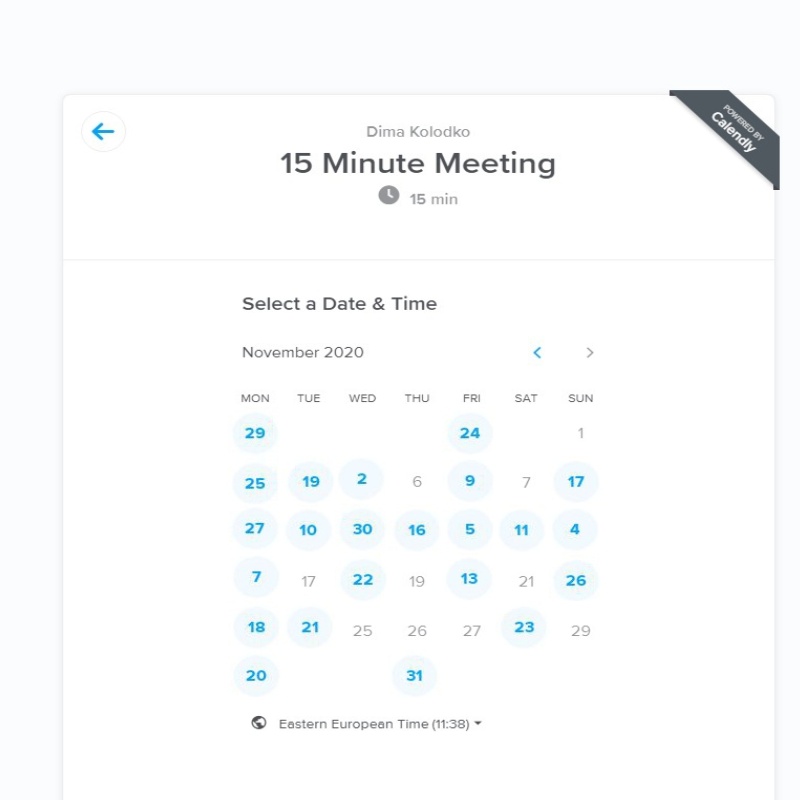 POWERED BY
Calendly
Dima Kolodko
15 Minute Meeting
15 min
Select a Date & Time
November 2020
MON TUE WED THU FRI SAT SUN
29 24 1
25 19 2 6 9 7 17
27 10 30 16 5 11 4
7 17 22 19 13 21 26
18 21 25 26 27 23 29
20 31
Eastern European Time (11:38)